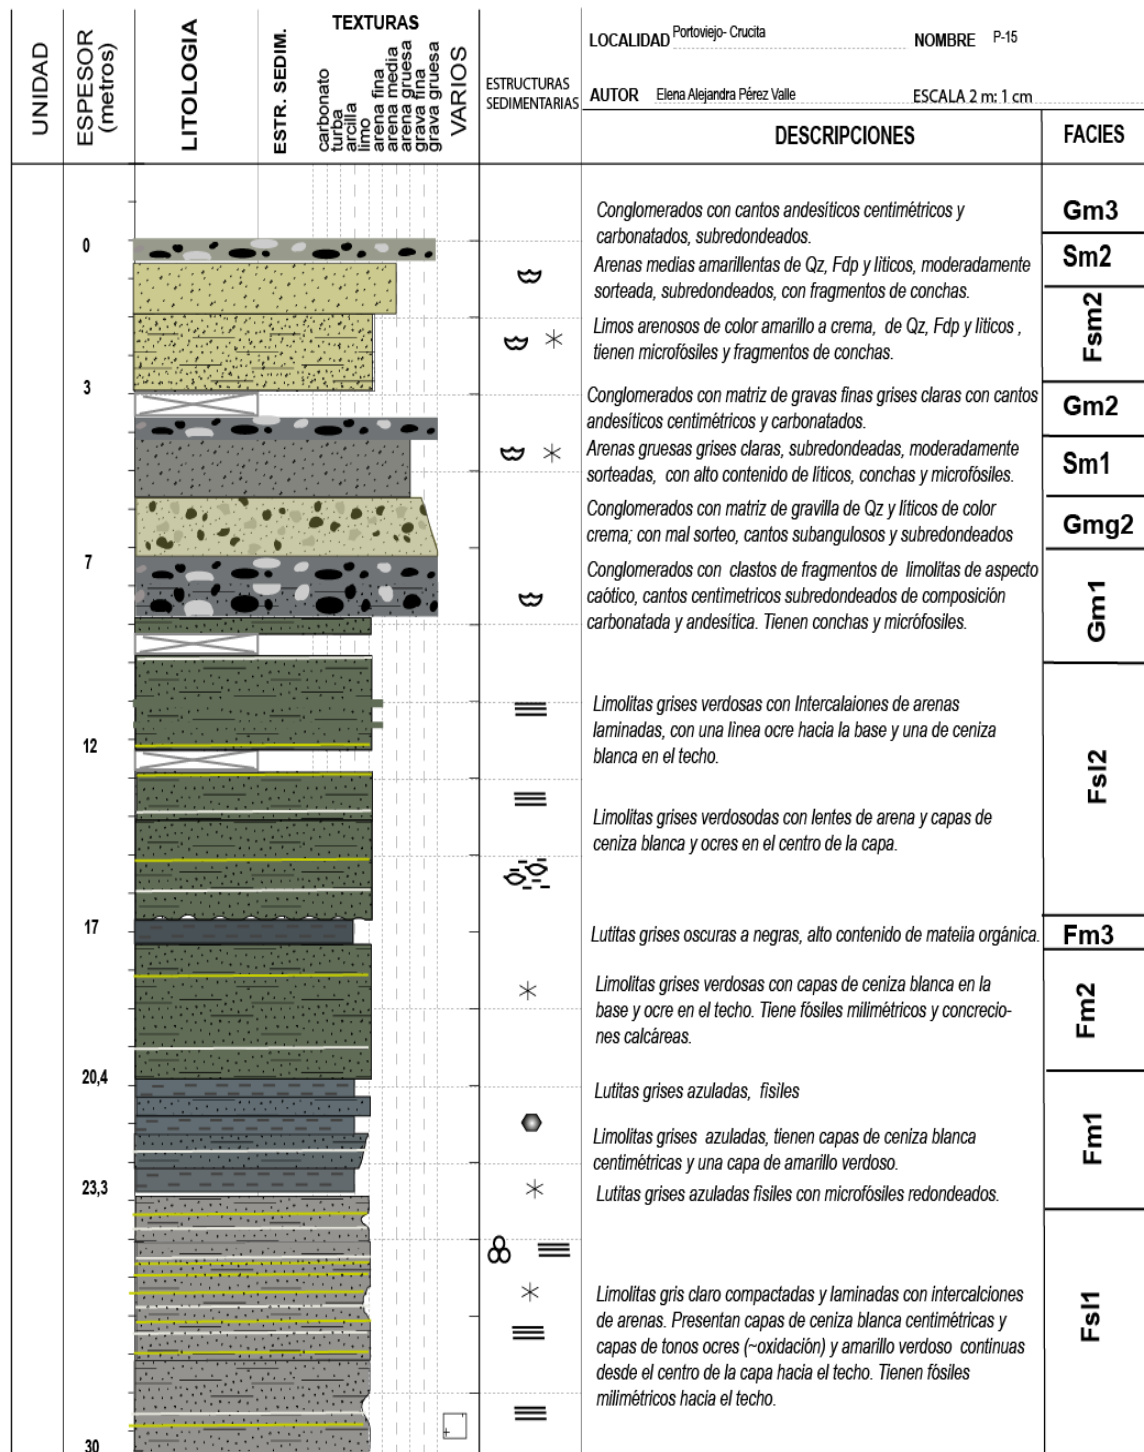 UNIDAD
ESPESOR
(metros)
LITOLOGIA
ESTR. SEDIM.
TEXTURAS
carbonato
turba
arcilla
limo
arena fina
arena media
arena gruesa
grava fina
grava gruesa
VARIOS
ESTRUCTURAS
SEDIMENTARIAS
LOCALIDAD Portoviejo- Crucita NOMBRE P-15
AUTOR Elena Alejandra Pérez Valle ESCALA 2 m: 1 cm
DESCRIPCIONES
FACIES
Conglomerados con cantos andesíticos centimétricos y
carbonatados, subredondeados.
Gm3
0
Arenas medias amarillentas de Qz, Fdp y líticos, moderadamente
sorteada, subredondeados, con fragmentos de conchas.
Sm2
Limos arenosos de color amarillo a crema, de Qz, Fdp y líticos ,
tienen microfósiles y fragmentos de conchas.
Fsm2
3
Conglomerados con matriz de gravas finas grises claras con cantos
andesíticos centimétricos y carbonatados.
Gm2
Arenas gruesas grises claras, subredondeadas, moderadamente
sorteadas, con alto contenido de líticos, conchas y microfósiles.
Sm1
Conglomerados con matriz de gravilla de Qz y líticos de color
crema; con mal sorteo, cantos subangulosos y subredondeados
Gmg2
7
Conglomerados con clastos de fragmentos de limolitas de aspecto
caótico, cantos centímetricos subredondeados de composición
carbonatada y andesítica. Tienen conchas y micrófosiles.
Gm1
Limolitas grises verdosas con Intercalaiones de arenas
laminadas, con una linea ocre hacia la base y una de ceniza
blanca en el techo.
12
Fsl2
Limolitas grises verdosodas con lentes de arena y capas de
ceniza blanca y ocres en el centro de la capa.
17
Lutitas grises oscuras a negras, alto contenido de mateiia orgánica.
Fm3
Limolitas grises verdosas con capas de ceniza blanca en la
base y ocre en el techo. Tiene fósiles milimétricos y concrecio-
nes calcáreas.
Fm2
20,4
Lutitas grises azuladas, fisiles
Limolitas grises azuladas, tienen capas de ceniza blanca
centimétricas y una capa de amarillo verdoso.
Fm1
23,3
Lutitas grises azuladas fisiles con microfósiles redondeados.
Limolitas gris claro compactadas y laminadas con intercalciones
de arenas. Presentan capas de ceniza blanca centimétricas y
capas de tonos ocres (~oxidación) y amarillo verdoso continuas
desde el centro de la capa hacia el techo. Tienen fósiles
milimétricos hacia el techo.
Fsl1
30